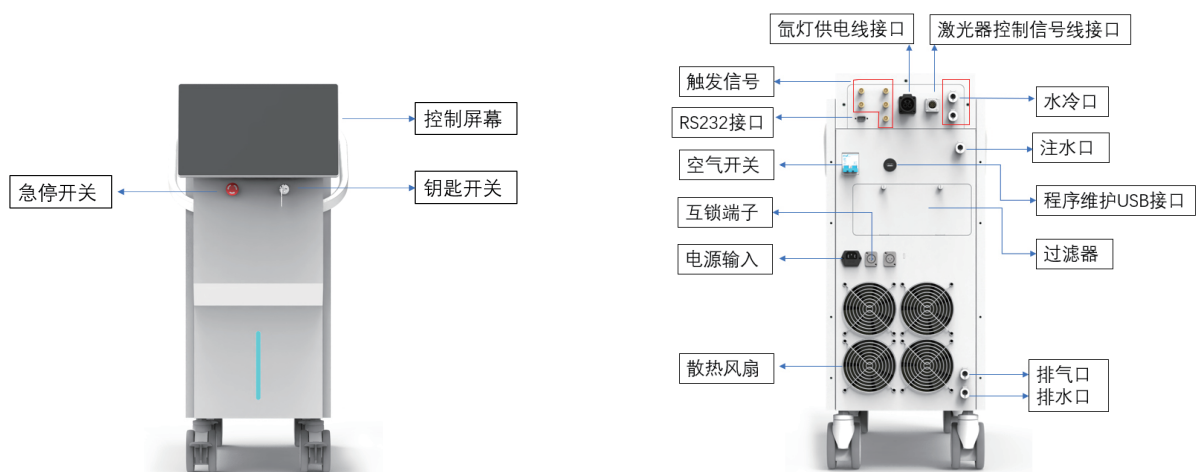 控制屏幕
急停开关
钥匙开关
氙灯供电线接口
激光器控制信号线接口
触发信号
水冷口
RS232接口
注水口
空气开关
程序维护USB接口
互锁端子
过滤器
电源输入
散热风扇
排气口
排水口